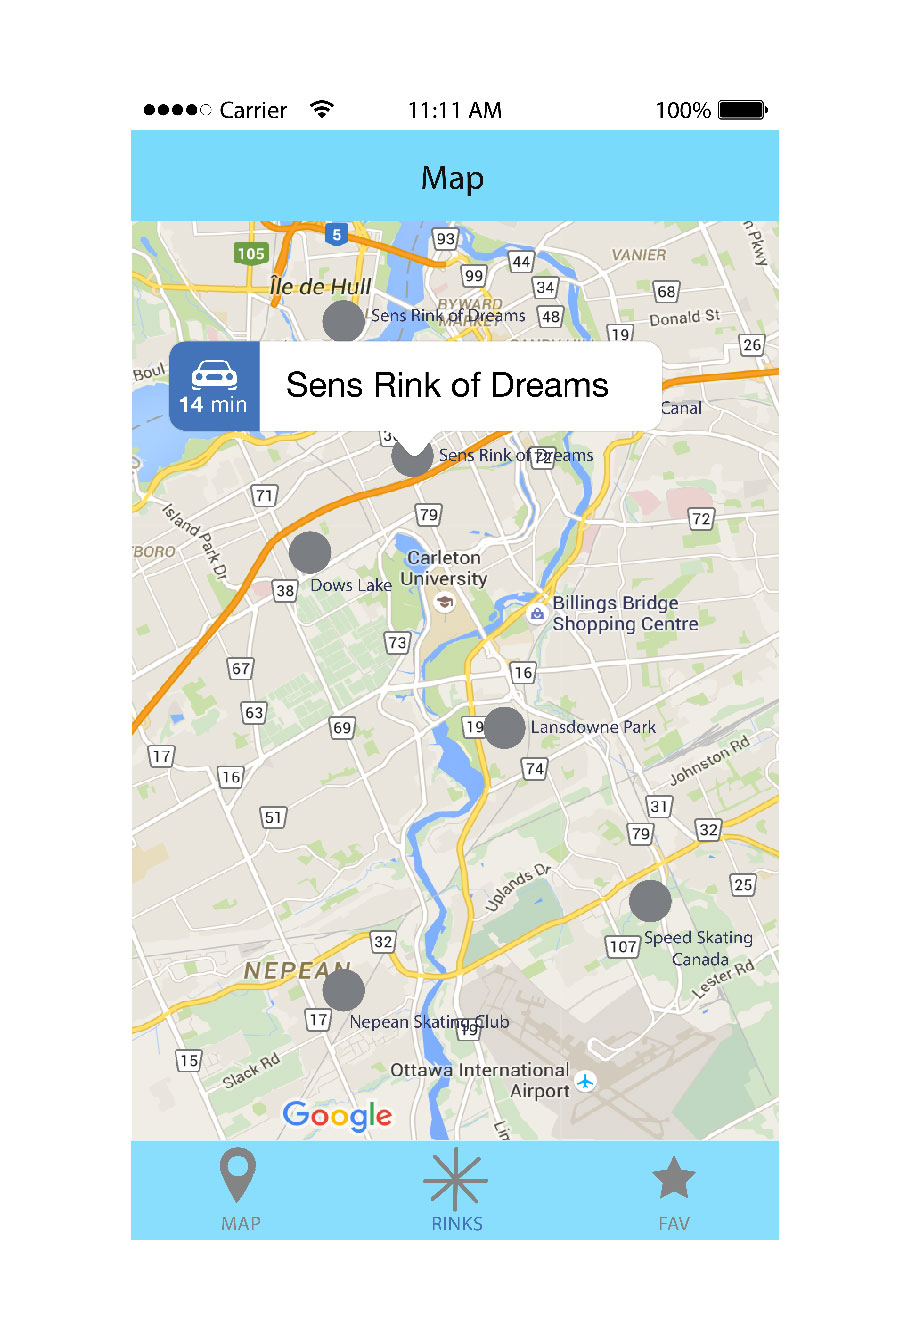 Carrier 11:11 AM 100%
Map
5
93
105
44
VANIER
n Pkwy
99
Île de Hull
34
68
BYWARD
MARKET
Sens Rink of Dreams
48
Donald St
19
26
Boul
14 min
Sens Rink of Dreams
Canal
Sens Rink of Dreams
72
71
79
72
Island Park Dr
BORO
Carleton
University
38
Dows Lake
Billings Bridge
Shopping Centre
73
67
16
63
69
19
Lansdowne Park
17
16
74
Johnston Rd
51
31
79
32
Uplands Dr
25
32
107
Speed Skating
Canada
Lester Rd
NEPEAN
17
Nepean Skating Club
19
15
Slack Rd
Ottawa International
Airport
Google
Lim
MAP
RINKS
FAV